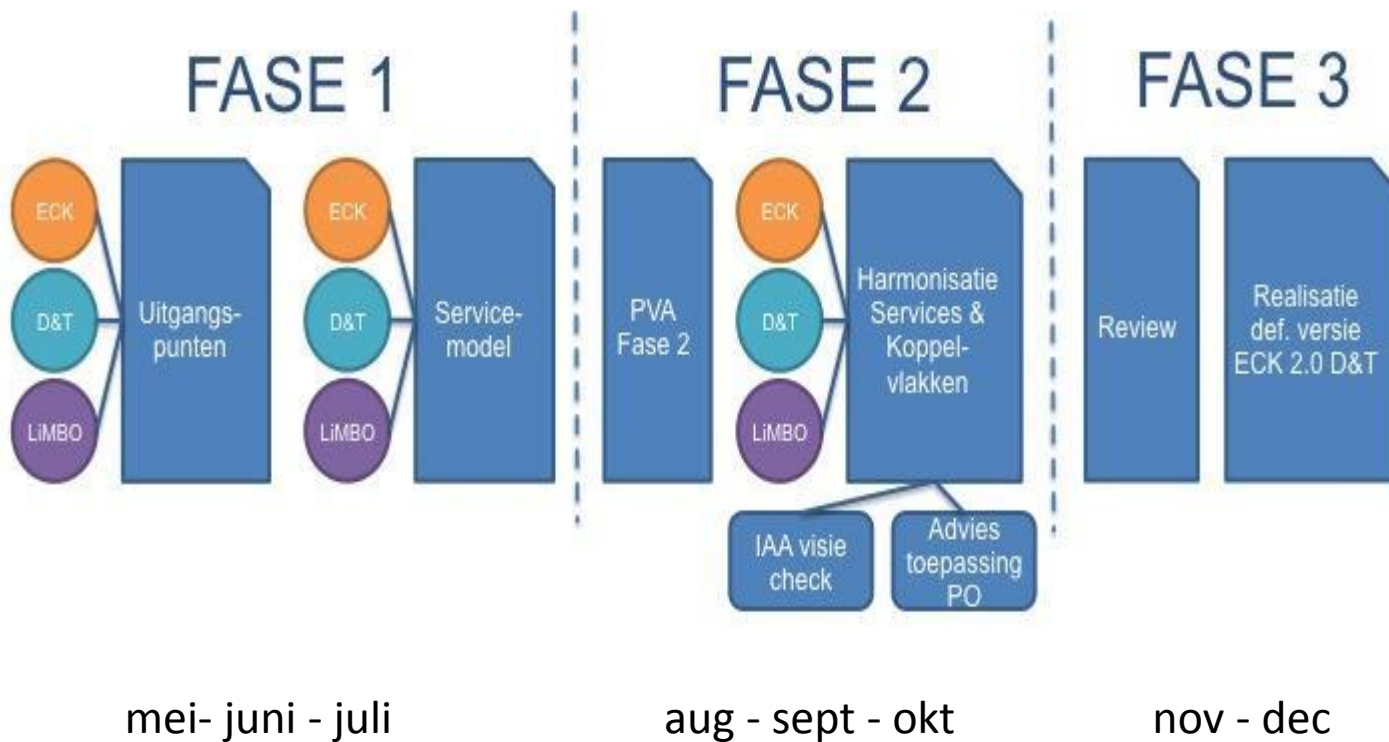 FASE 1
ECK
D&T
LiMBO
Uitgangs-
punten
ECK
D&T
LiMBO
Service-
model
FASE 2
PVA
Fase 2
ECK
D&T
LiMBO
Harmonisatie
Services &
Koppel-
vlakken
IAA visie
check
Advies
toepassing
PO
FASE 3
Review
Realisatie
def. versie
ECK 2.0 D&T
mei- juni - juli
aug - sept - okt
nov - dec